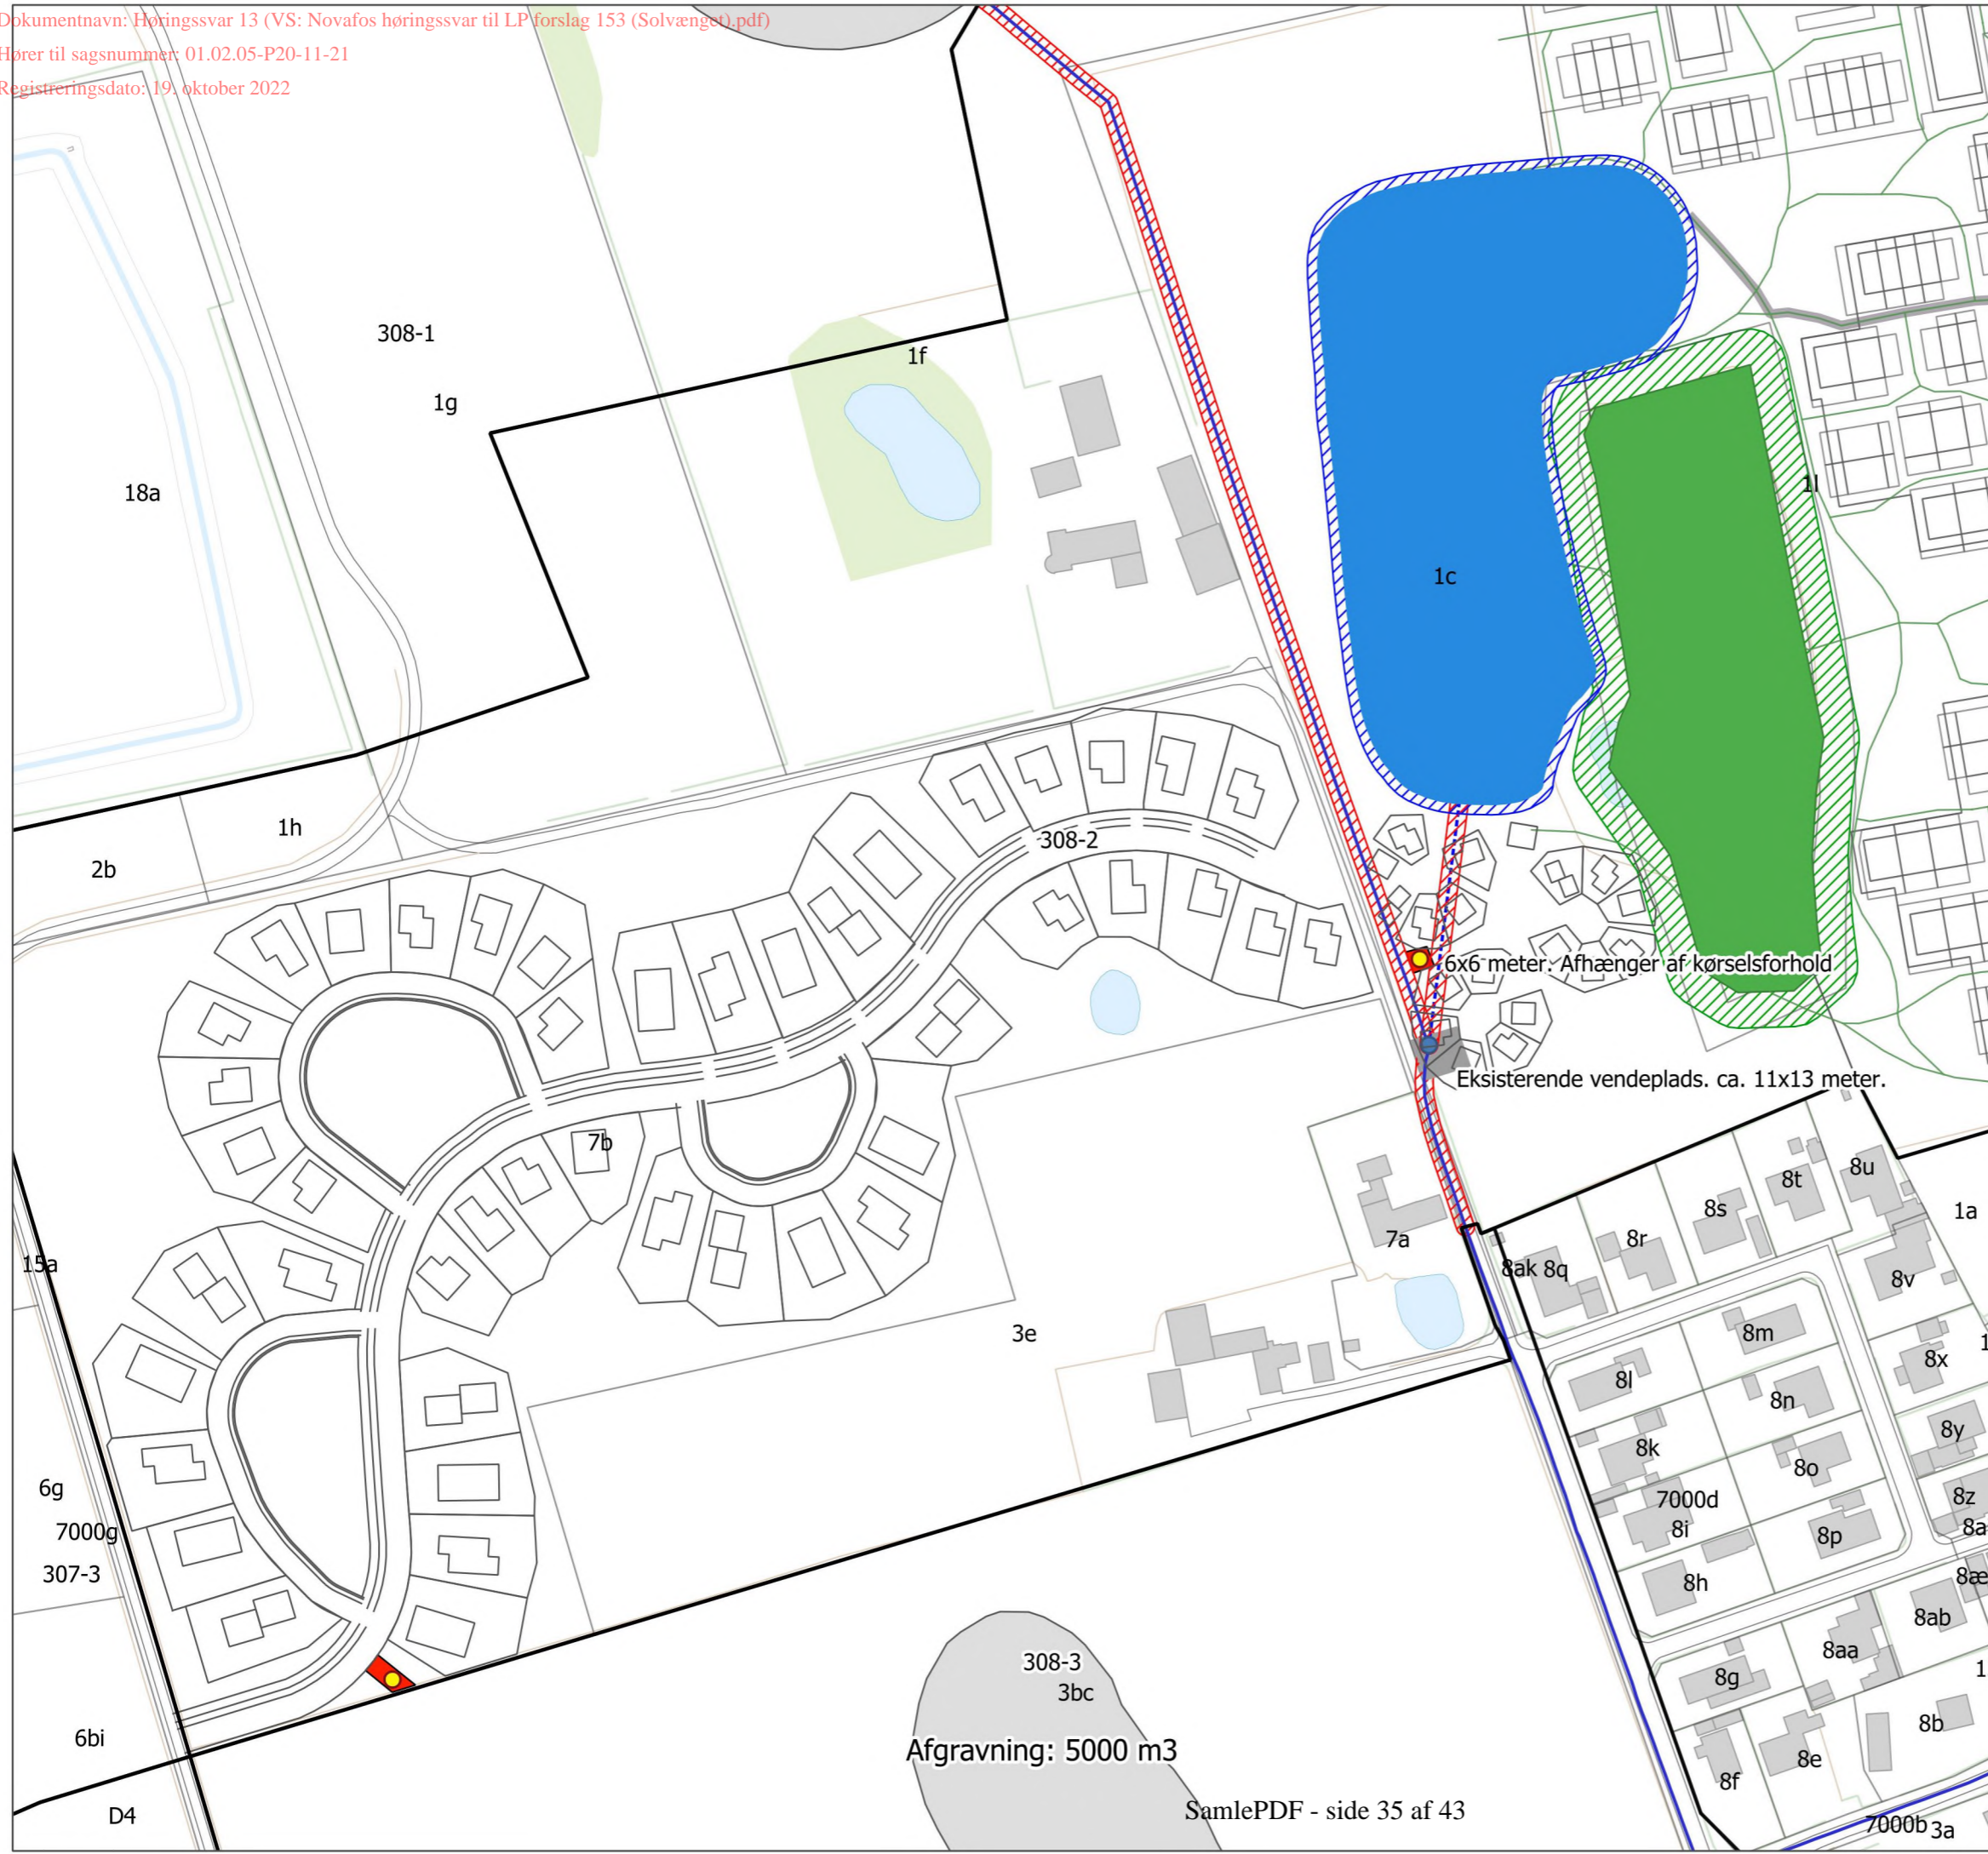 Dokumentnavn: Høringssvar 13 (VS: Novafos høringssvar til LP forslag 153 (Solvænget).pdf)
Hører til sagsnummer: 01.02.05-P20-11-21
Registreringsdato: 19. oktober 2022
308-1
1f
1g
18a
1l
1c
1h
308-2
2b
6x6 meter. Afhænger af kørselsforhold
Eksisterende vendeplads. ca. 11x13 meter.
7b
8u
8t
8s
1a
7a
8r
15a
8ak 8q
8v
3e
8m
1
8x
8l
8n
8y
8k
8o
6g
7000d
8z
7000g
8i
8a
8p
307-3
8h
8æ
8ab
8aa
308-3
1
8g
3bc
8b
6bi
Afgravning: 5000 m3
8e
8f
SamlePDF - side 35 af 43
D4
7000b
3a